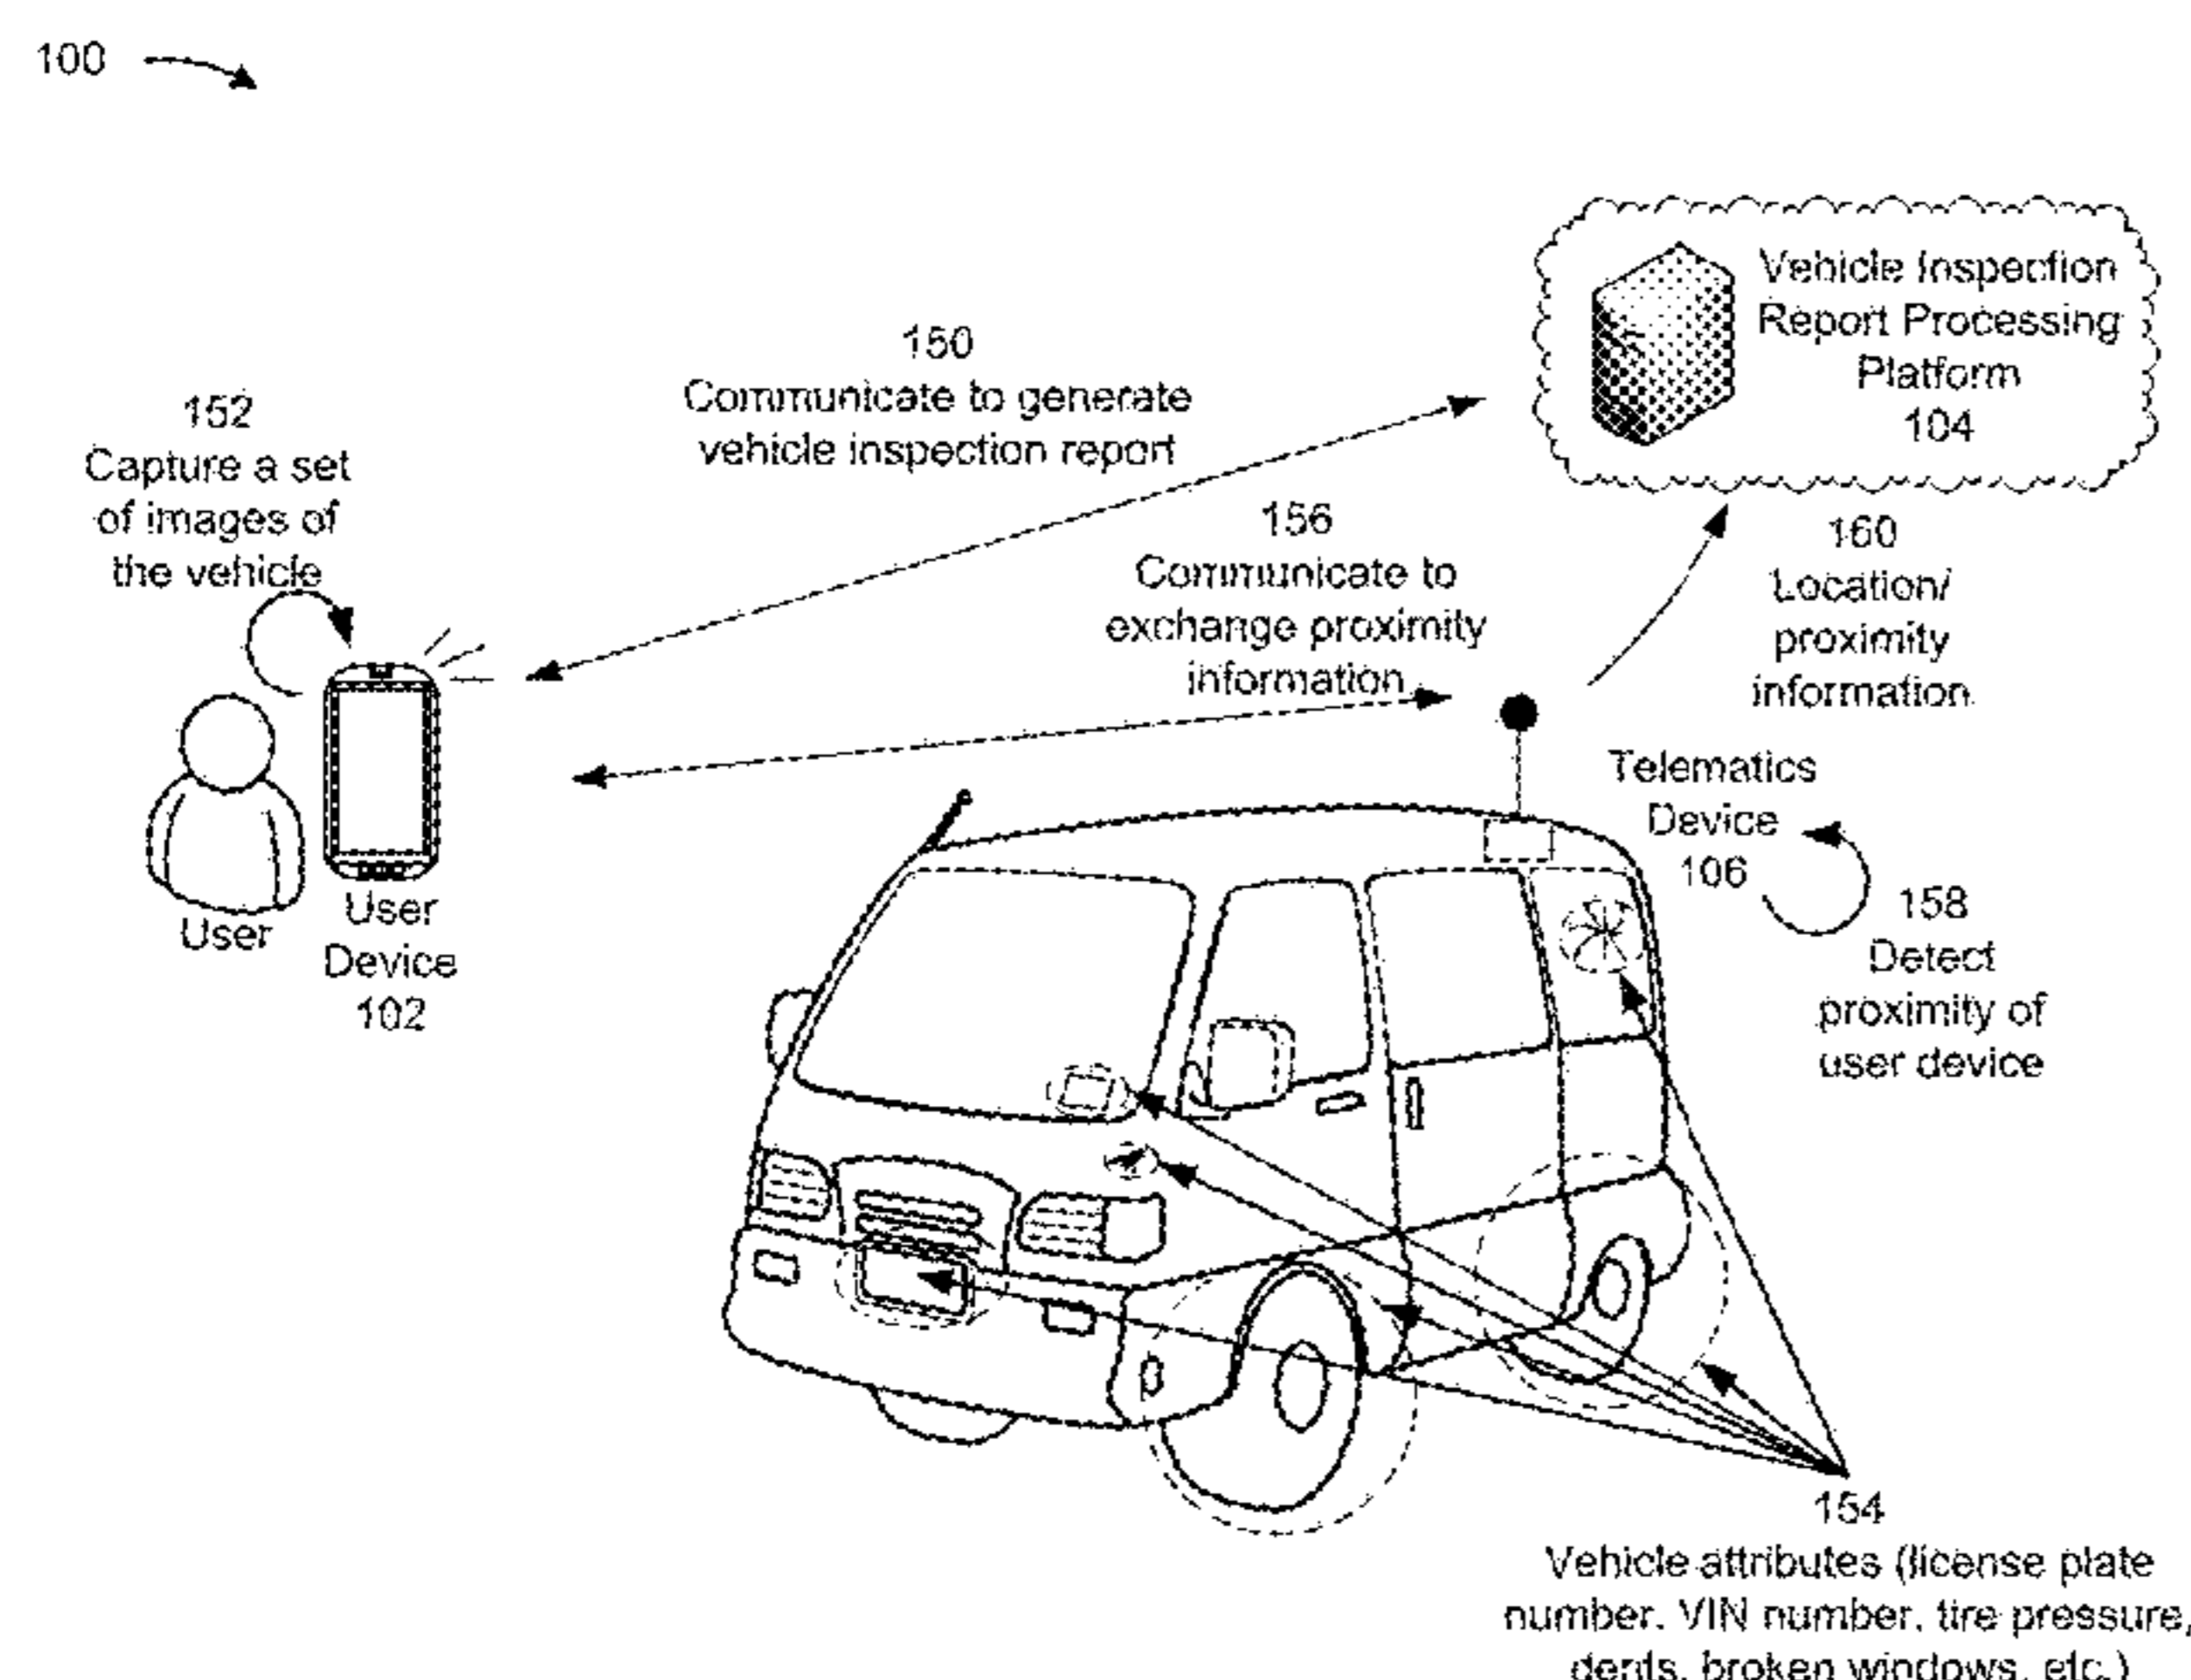 100
Vehicle Inspection
Report Processing
Platform
104
150
Communicate to generate
vehicle inspection report
152
Capture a set
of images of
the vehicle
156
Communicate to
exchange proximity
information
160
Location/
proximity
information
Telematics
Device
106
158
Detect
proximity of
user device
User
User
Device
102
154
Vehicle attributes (license plate
number, VIN number, tire pressure,
dents, broken windows, etc.)